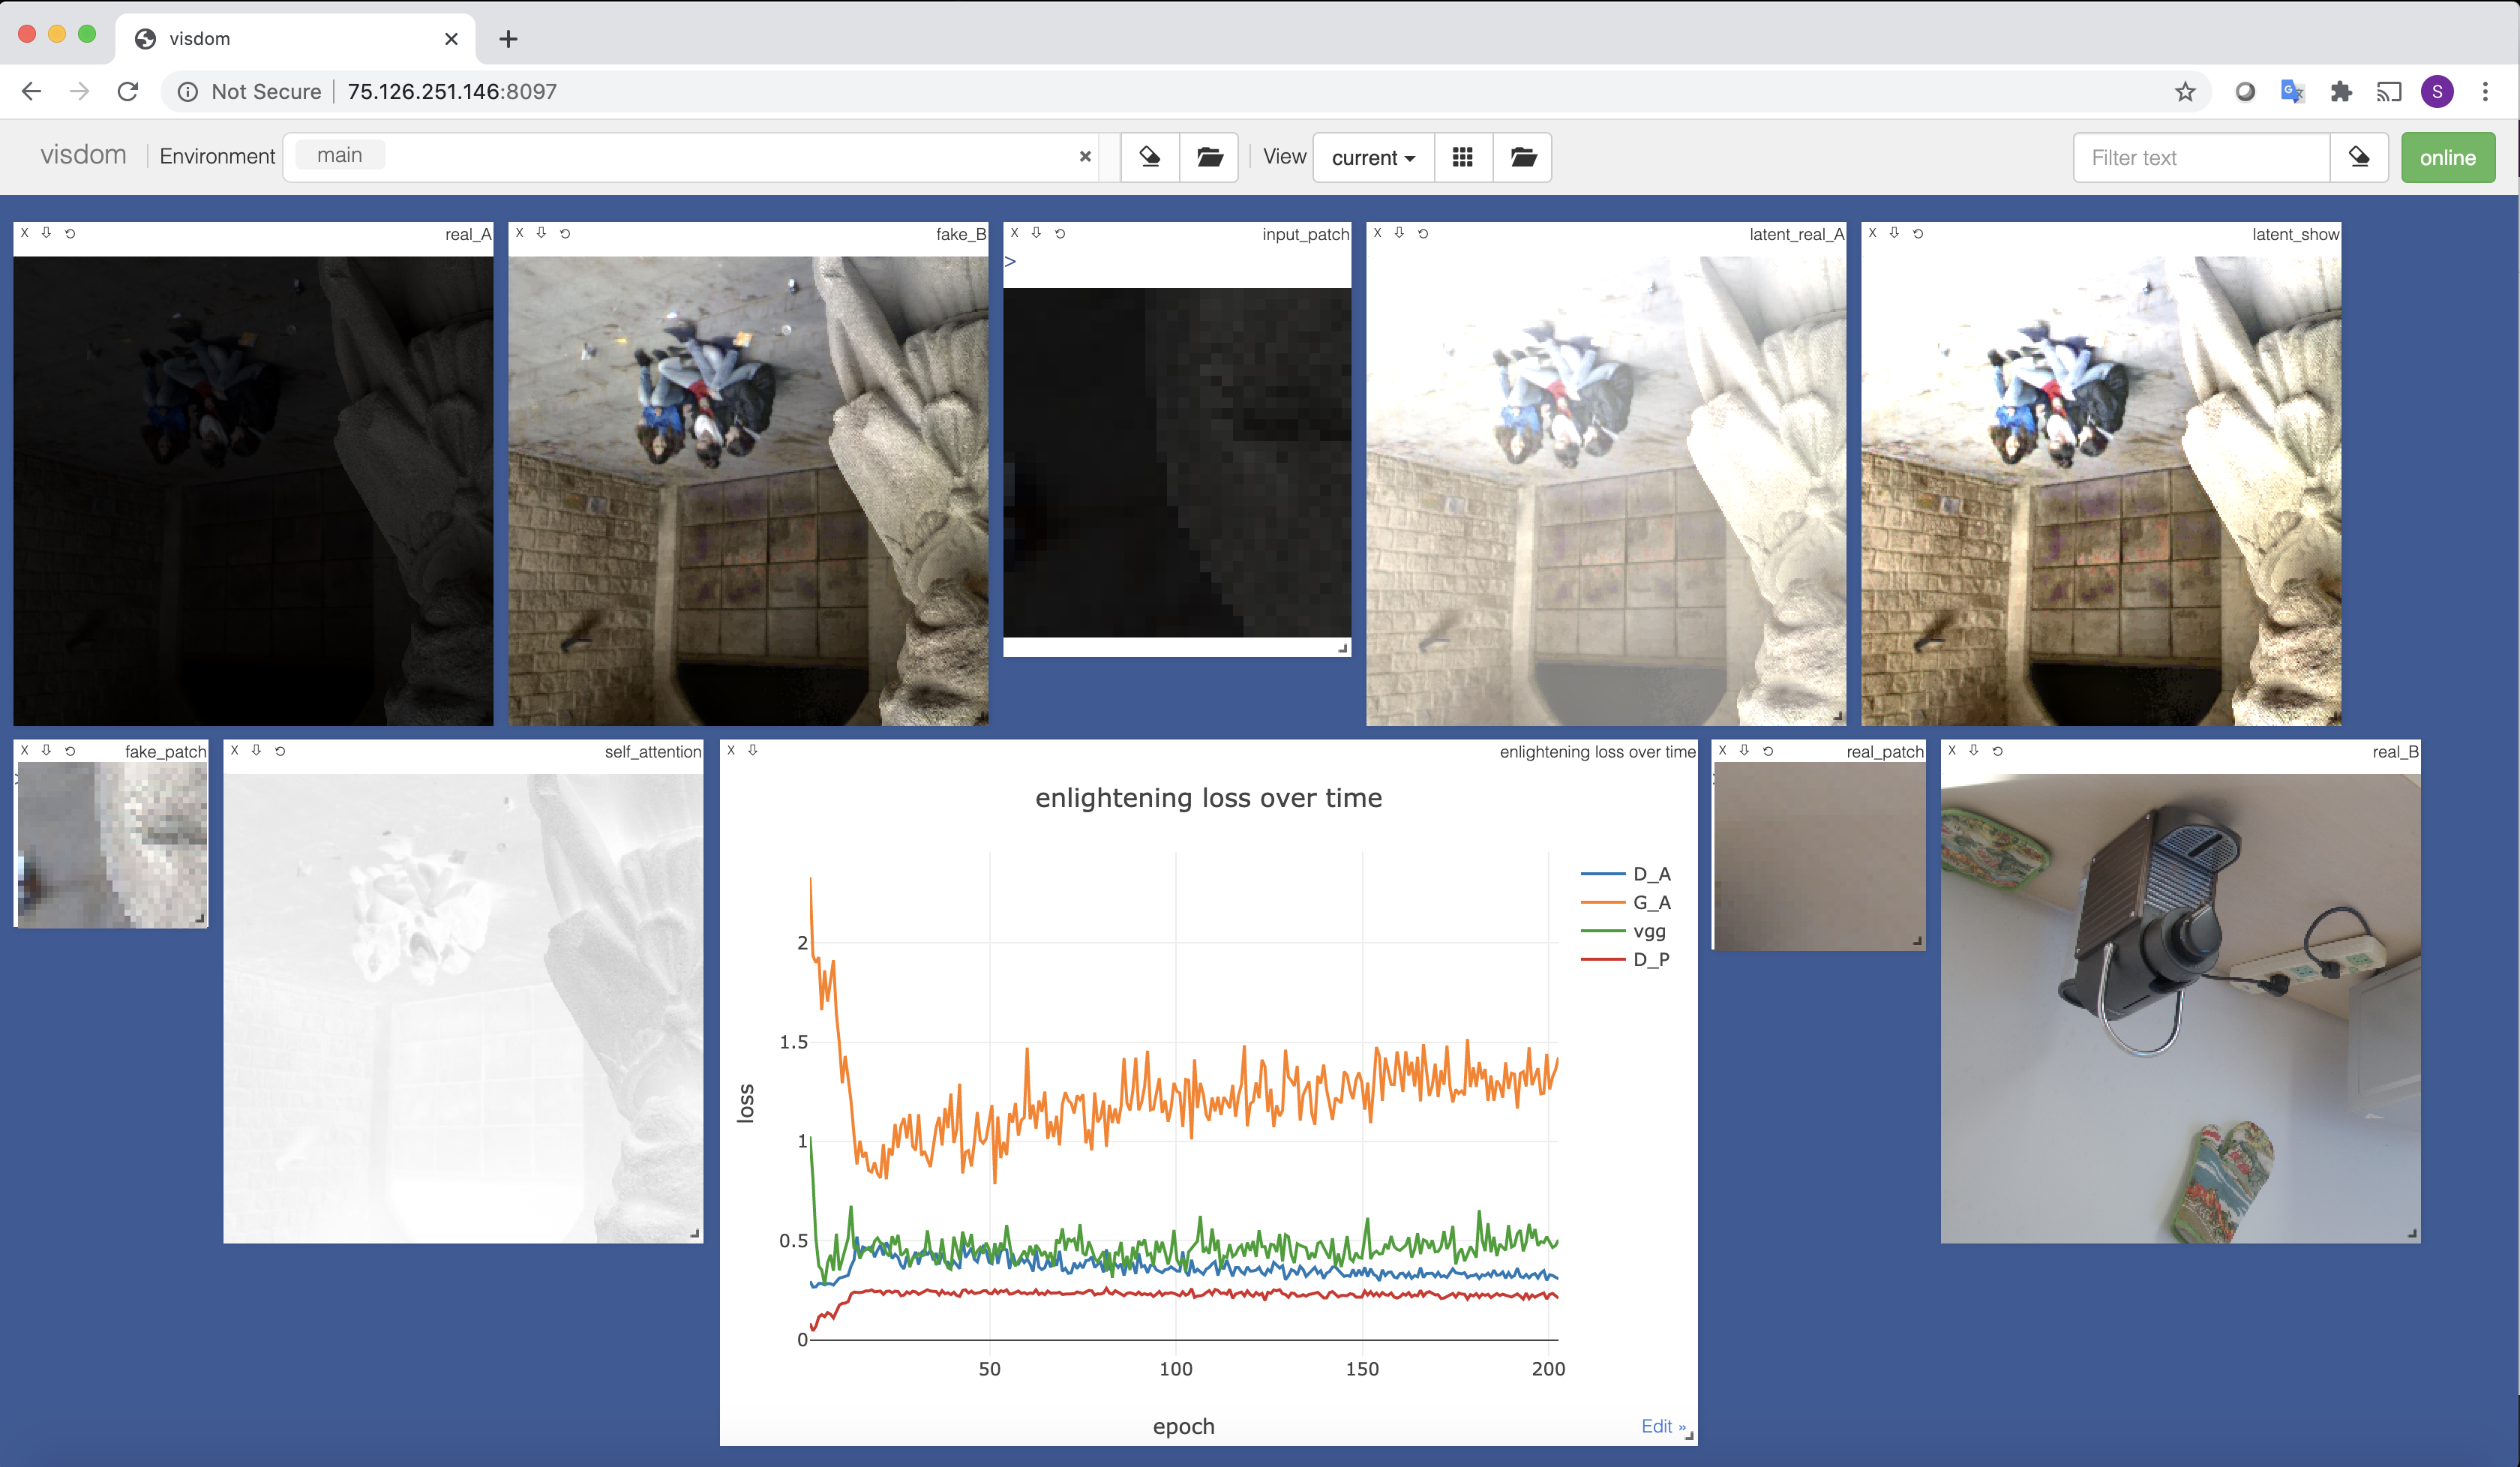 visdom
Not Secure 75.126.251.146:8097
S
visdom Environment main View current Filter text online
X real_A
X fake_B
X input_patch
>
X latent_real_A
X latent_show
X fake_patch
X self_attention
X enlightening loss over time
X real_patch
X real_B
enlightening loss over time
D_A
G_A
vgg
D_P
2
1.5
1
0.5
0
loss
50 100 150 200
epoch
Edit »